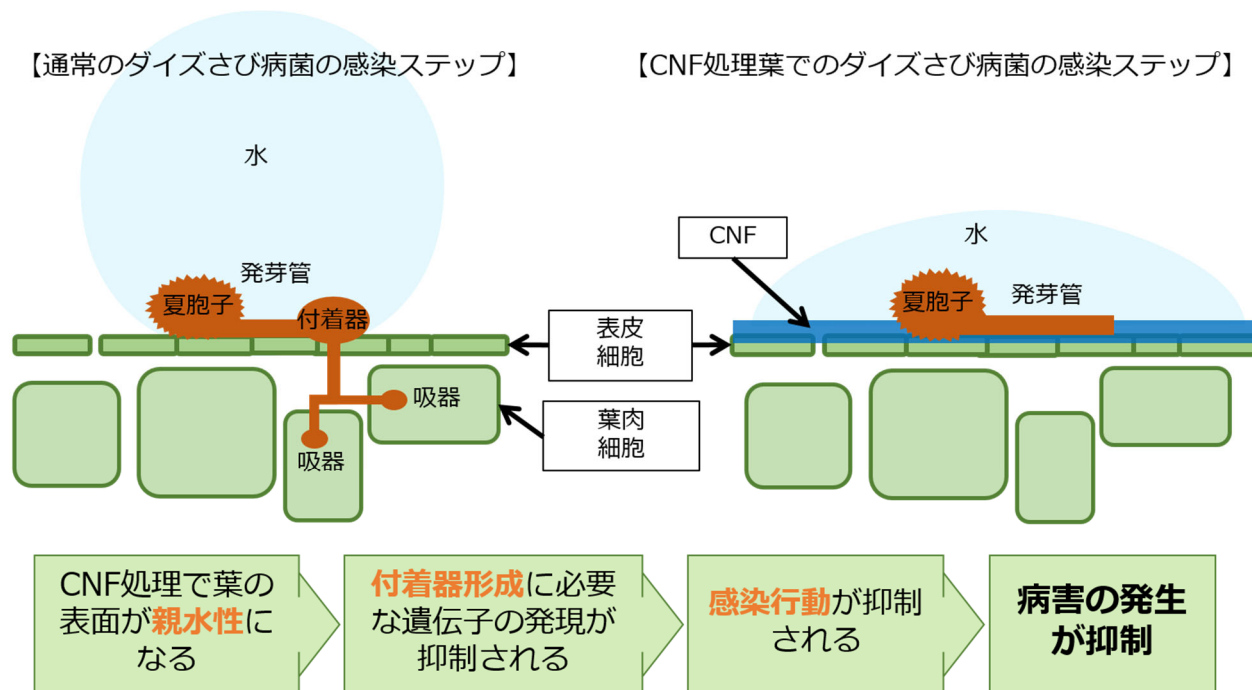 【通常のダイズさび病菌の感染ステップ】
【CNF処理葉でのダイズさび病菌の感染ステップ】
水
発芽管
夏胞子
付着器
吸器
吸器
CNF
表皮
細胞
葉肉
細胞
水
発芽管
夏胞子
CNF処理で葉の
表面が親水性に
なる
付着器形成に必要
な遺伝子の発現が
抑制される
感染行動が抑制
される
病害の発生
が抑制